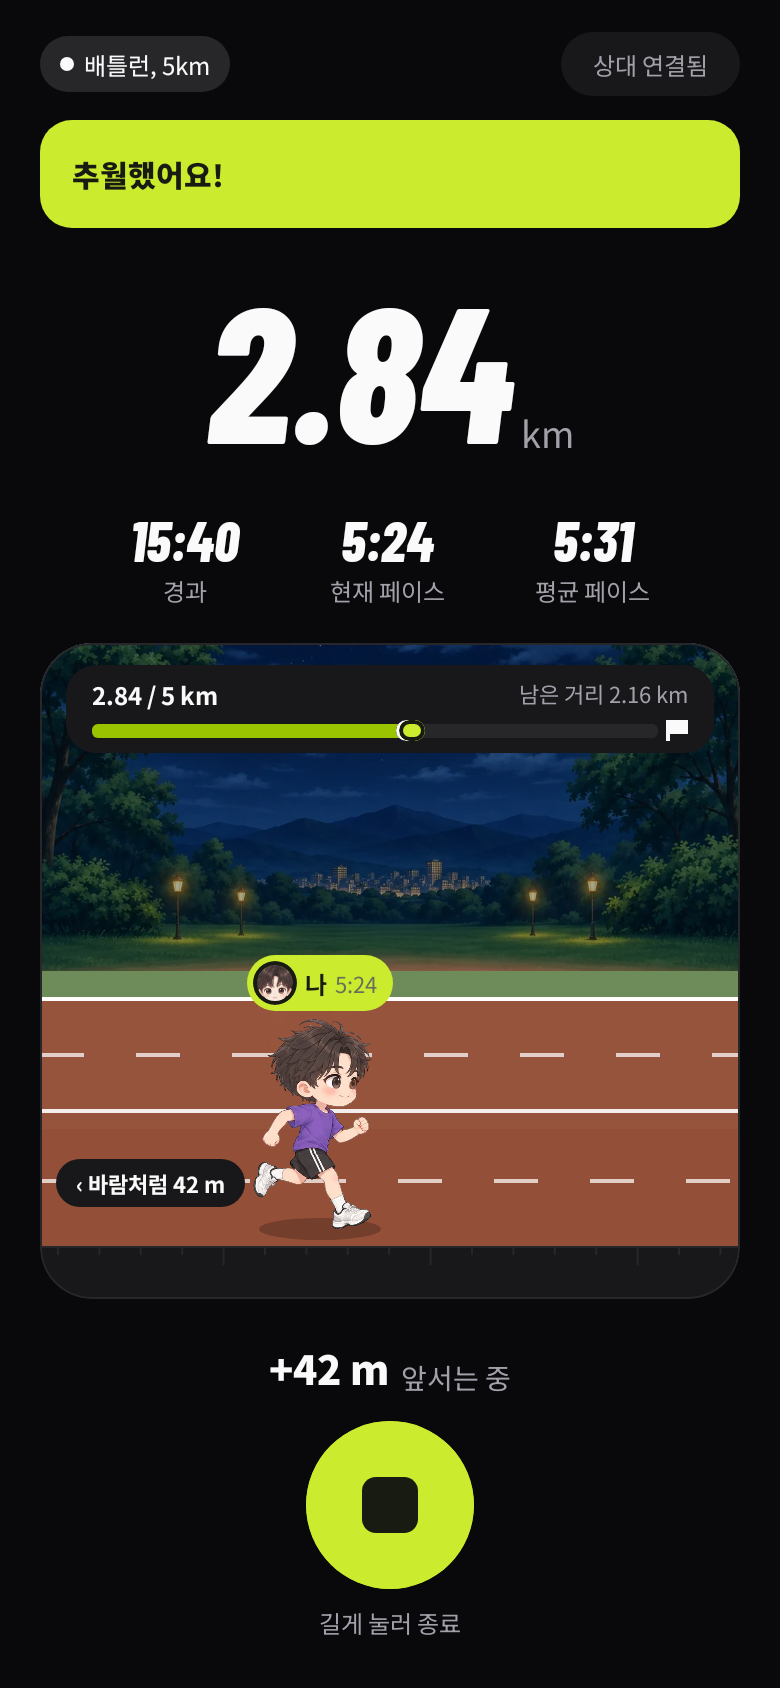 배틀런, 5km
상대 연결됨
추월했어요!
2.84 km
15:40 5:24 5:31
경과 현재 페이스 평균 페이스
2.84 / 5 km
남은 거리 2.16 km
나 5:24
‹ 바람처럼 42 m
+42 m 앞서는 중
길게 눌러 종료